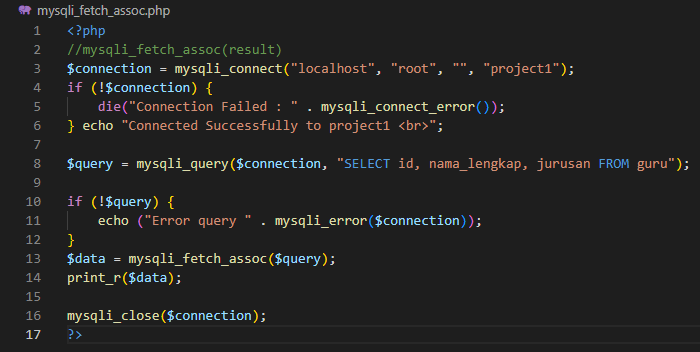 mysqli_fetch_assoc.php
1 <?php
2 //mysqli_fetch_assoc(result)
3 $connection = mysqli_connect("localhost", "root", "", "project1");
4 if (!$connection) {
5     die("Connection Failed : " . mysqli_connect_error());
6 } echo "Connected Successfully to project1 <br>";
7
8 $query = mysqli_query($connection, "SELECT id, nama_lengkap, jurusan FROM guru");
9
10 if (!$query) {
11     echo ("Error query " . mysqli_error($connection));
12 }
13 $data = mysqli_fetch_assoc($query);
14 print_r($data);
15
16 mysqli_close($connection);
17 ?>